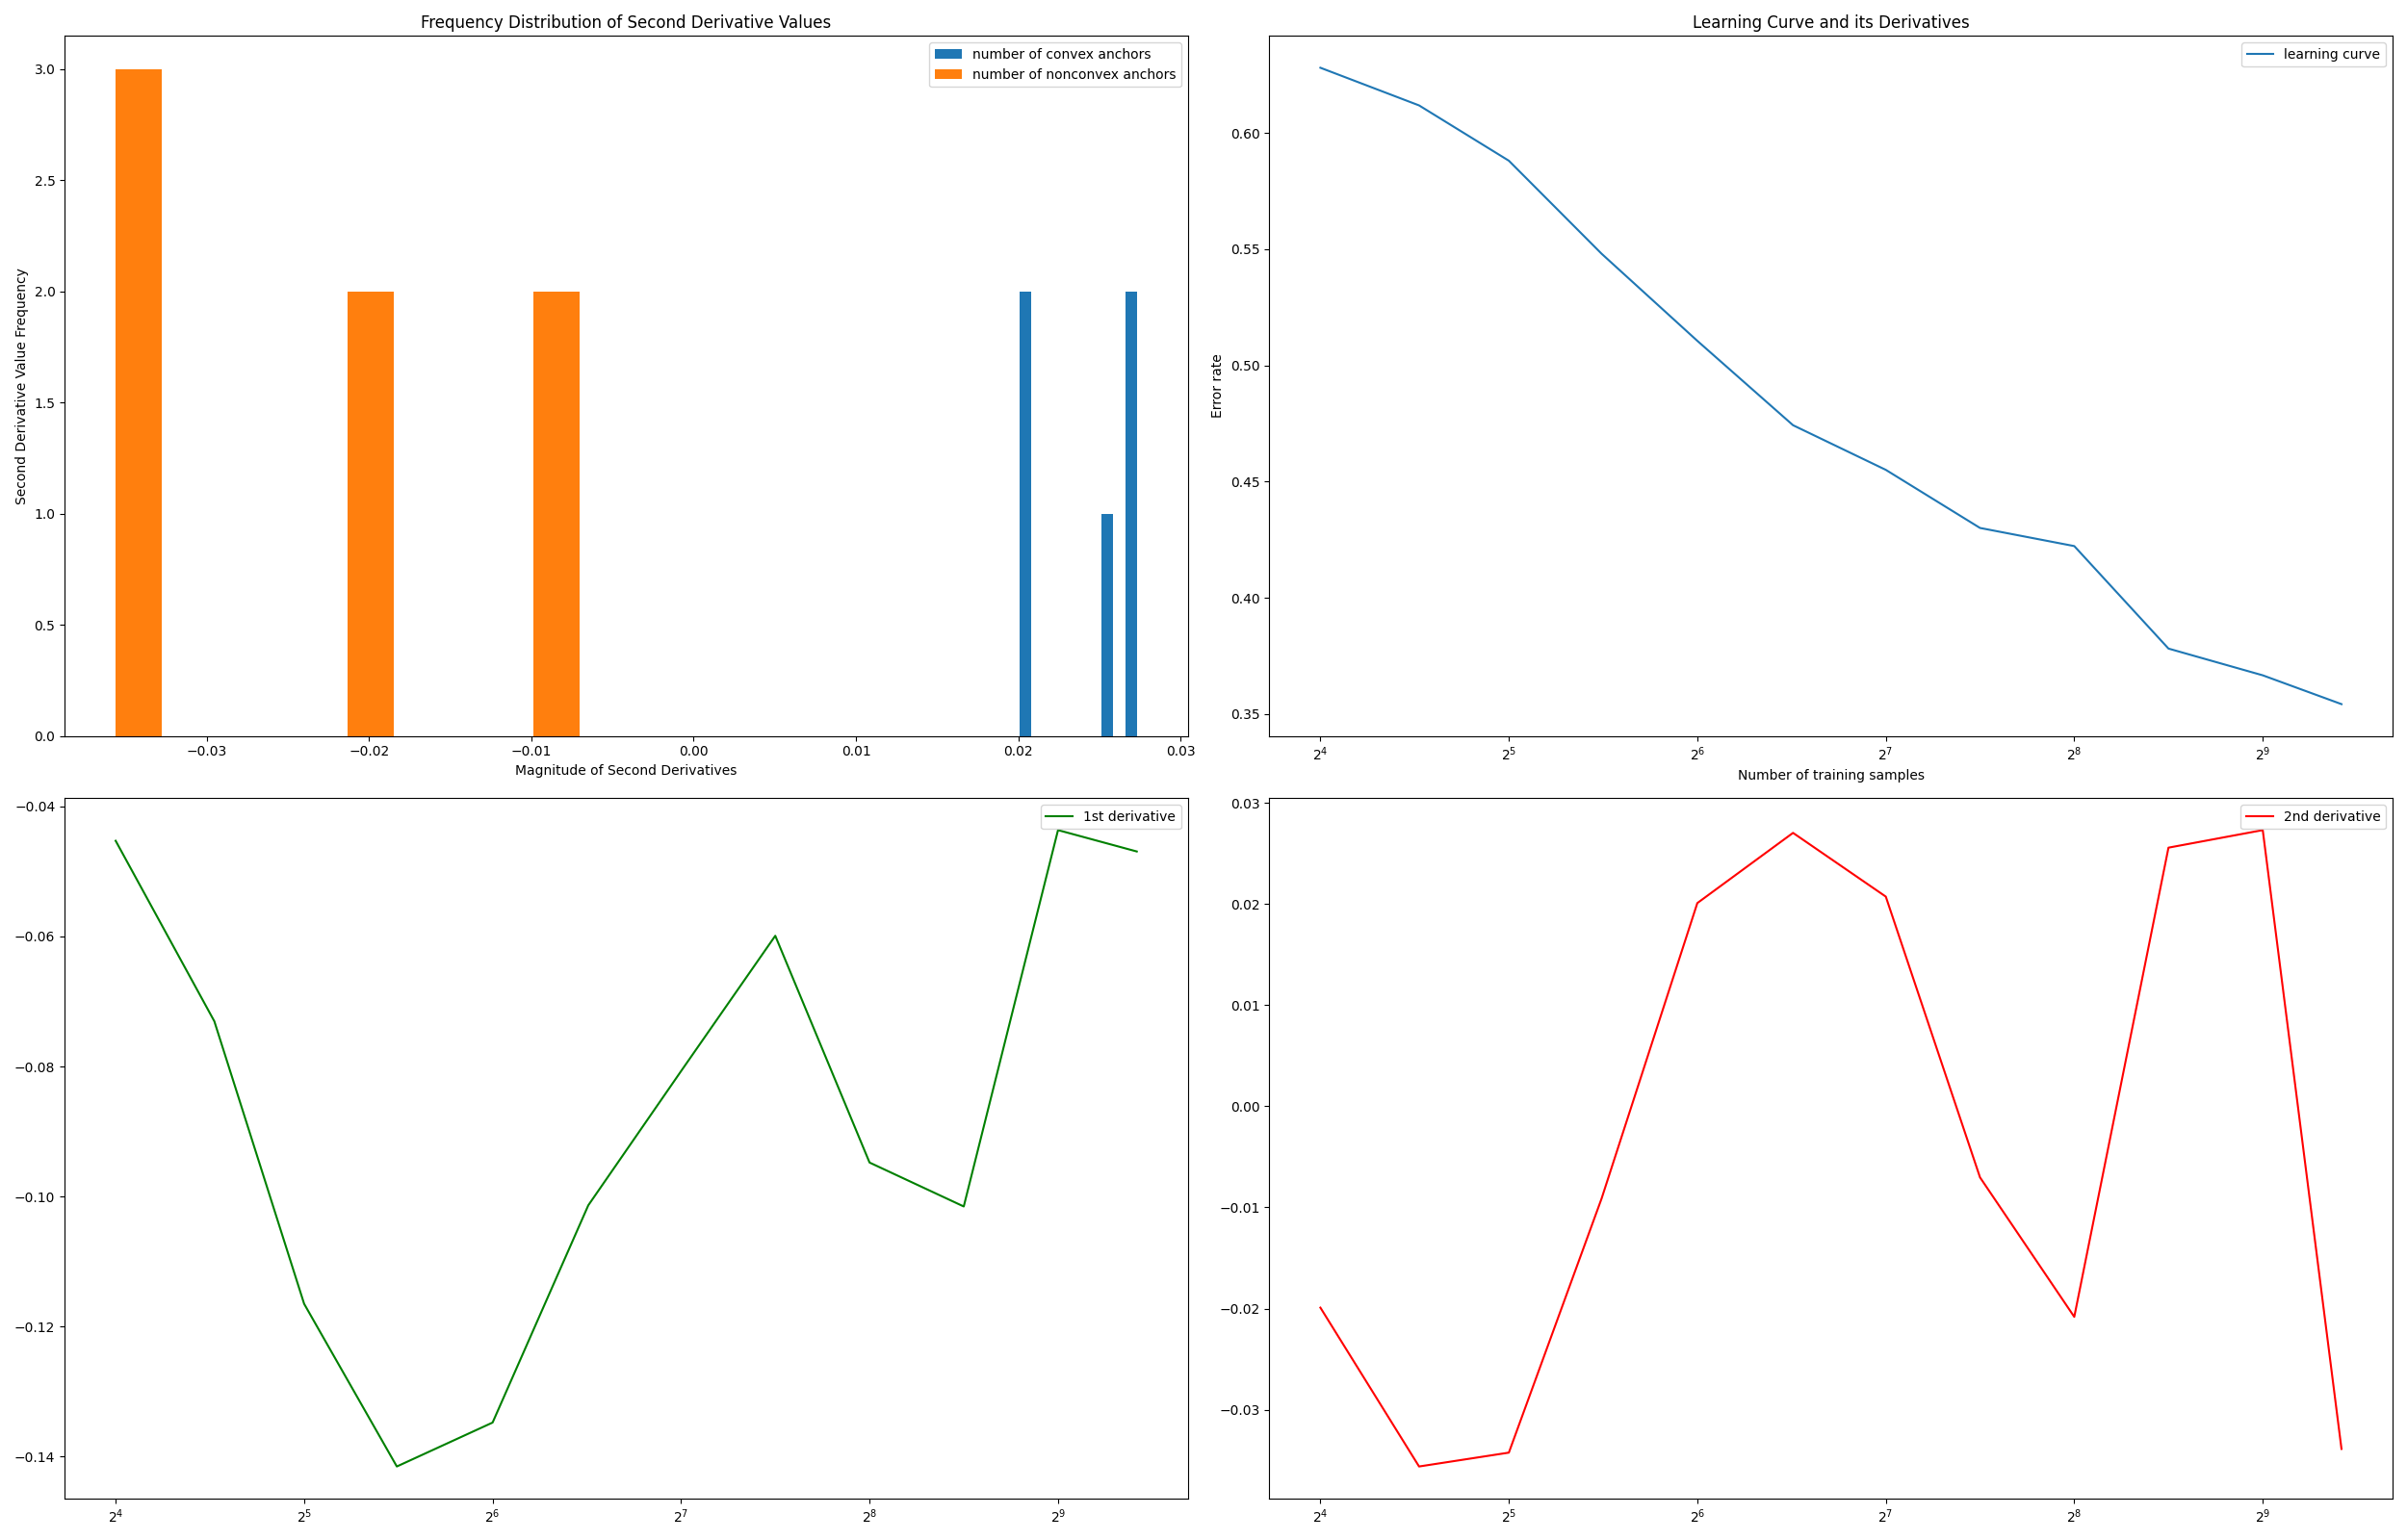 Frequency Distribution of Second Derivative Values
number of convex anchors
number of nonconvex anchors
3.0
2.5
2.0
1.5
1.0
0.5
0.0
Second Derivative Value Frequency
−0.03 −0.02 −0.01 0.00 0.01 0.02 0.03
Magnitude of Second Derivatives
Learning Curve and its Derivatives
learning curve
0.60
0.55
0.50
0.45
0.40
0.35
Error rate
2⁴ 2⁵ 2⁶ 2⁷ 2⁸ 2⁹
Number of training samples
1st derivative
−0.04
−0.06
−0.08
−0.10
−0.12
−0.14
2⁴ 2⁵ 2⁶ 2⁷ 2⁸ 2⁹
2nd derivative
0.03
0.02
0.01
0.00
−0.01
−0.02
−0.03
2⁴ 2⁵ 2⁶ 2⁷ 2⁸ 2⁹